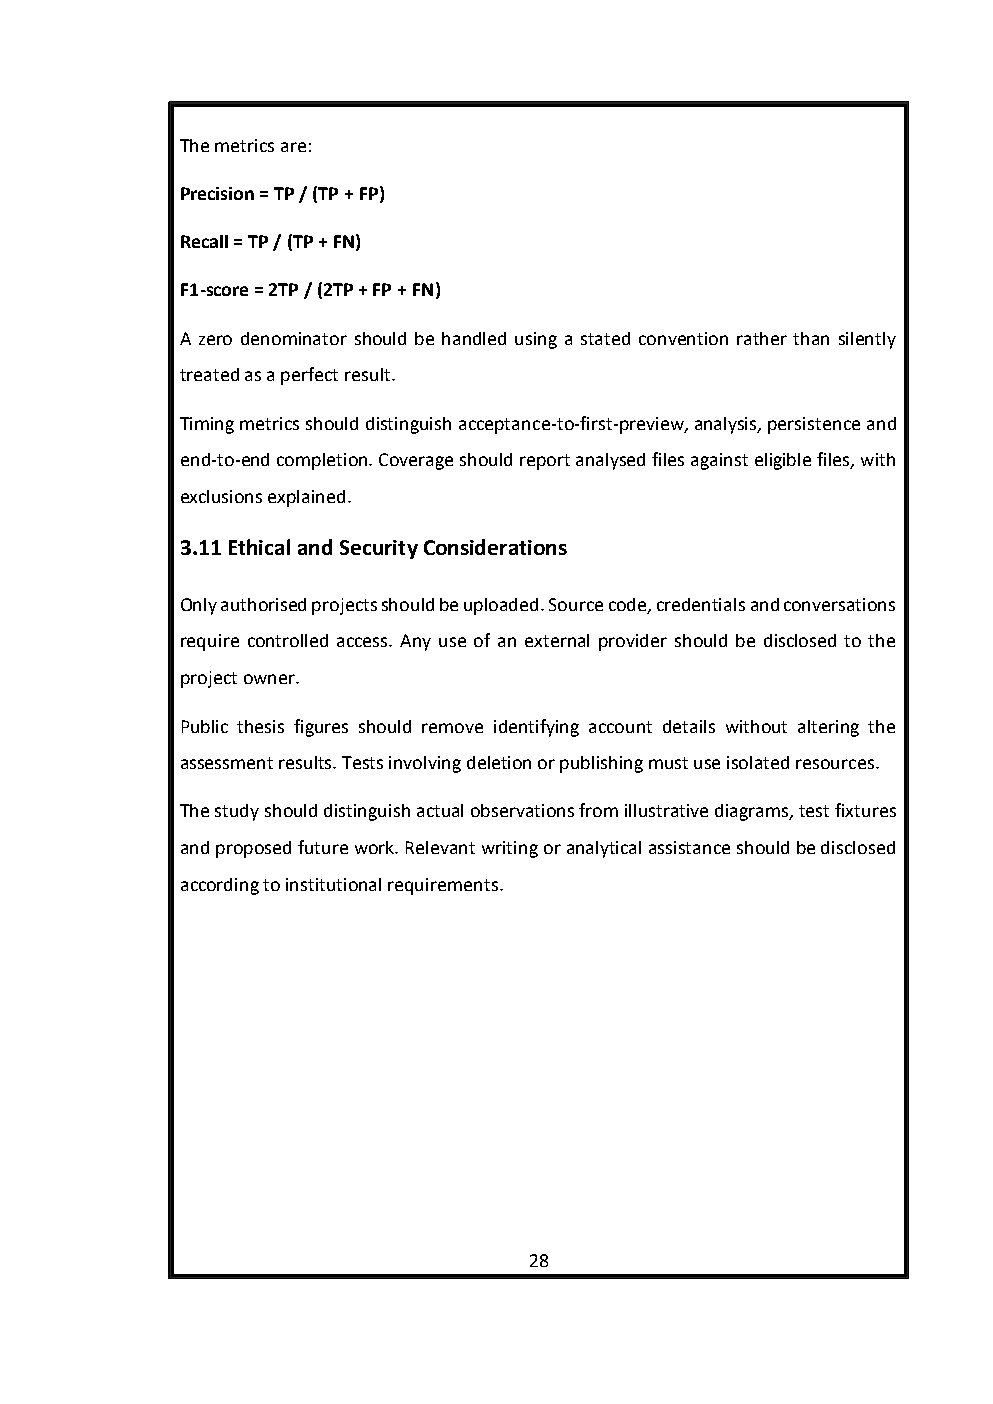 The metrics are:
Precision = TP / (TP + FP)
Recall = TP / (TP + FN)
F1-score = 2TP / (2TP + FP + FN)
A zero denominator should be handled using a stated convention rather than silently
treated as a perfect result.
Timing metrics should distinguish acceptance-to-first-preview, analysis, persistence and
end-to-end completion. Coverage should report analysed files against eligible files, with
exclusions explained.
3.11 Ethical and Security Considerations
Only authorised projects should be uploaded. Source code, credentials and conversations
require controlled access. Any use of an external provider should be disclosed to the
project owner.
Public thesis figures should remove identifying account details without altering the
assessment results. Tests involving deletion or publishing must use isolated resources.
The study should distinguish actual observations from illustrative diagrams, test fixtures
and proposed future work. Relevant writing or analytical assistance should be disclosed
according to institutional requirements.
28